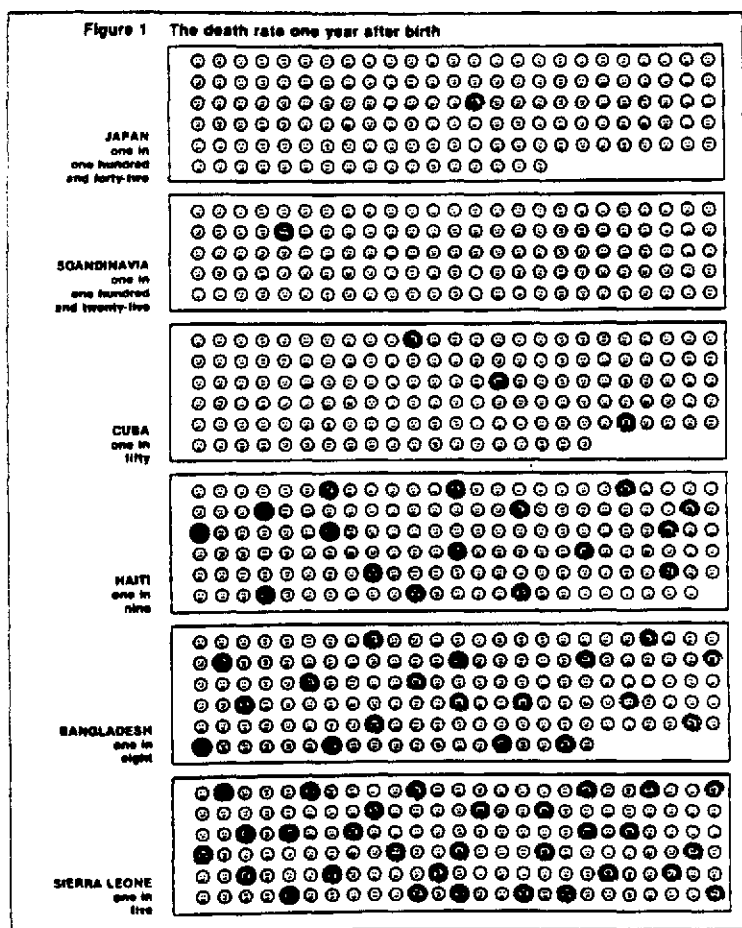 Figure 1 The death rate one year after birth
JAPAN
one in
one hundred
and forty-two
SCANDINAVIA
one in
one hundred
and twenty-five
CUBA
one in
fifty
HAITI
one in
nine
BANGLADESH
one in
eight
SIERRA LEONE
one in
five